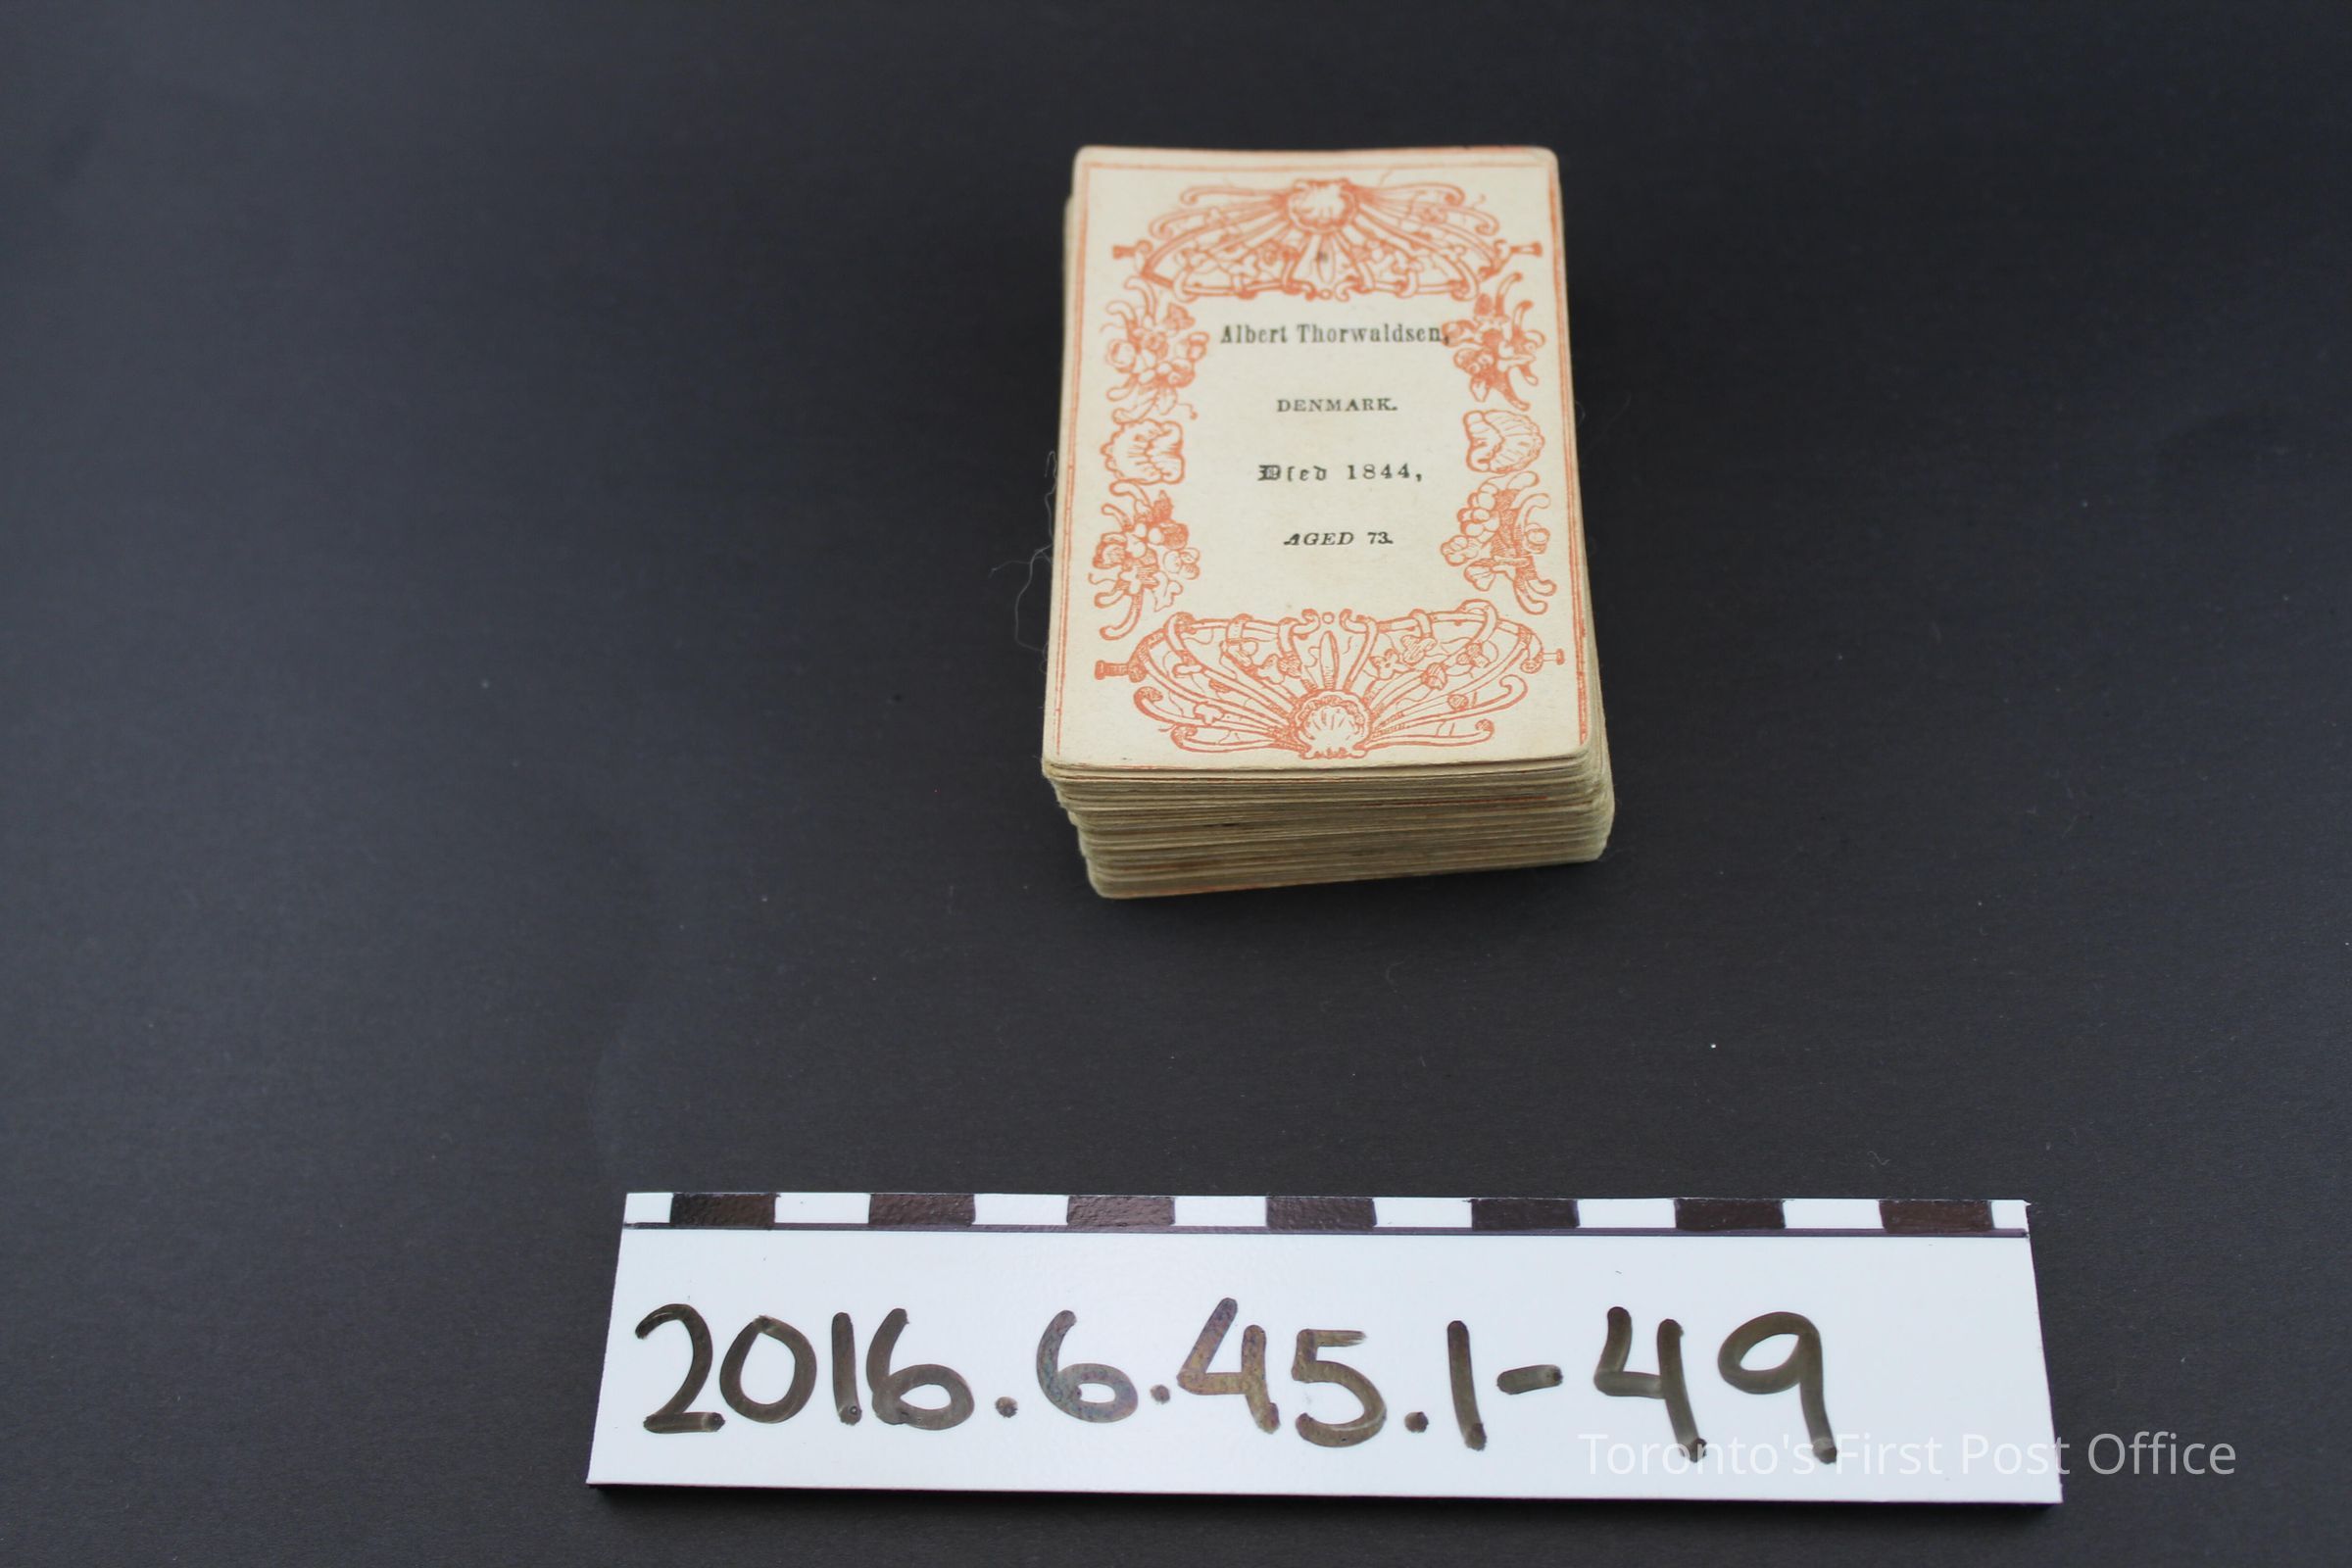 Albert Thorwaldsen,
DENMARK.
Died 1844,
AGED 73.
2016.6.45.1-49
Toronto's First Post Office